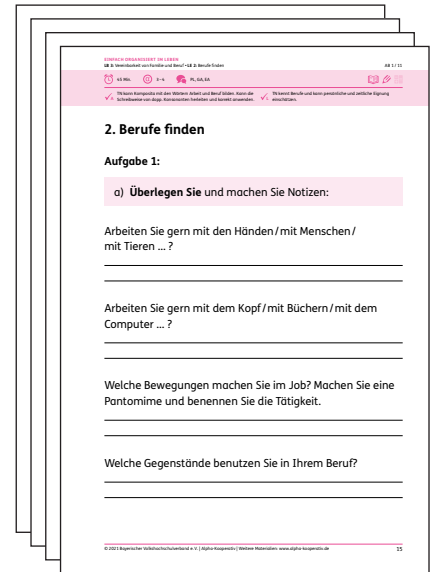 EINFACH ORGANISIERT IM LEBEN
LE 3: Vereinbarkeit von Familie und Beruf • LE 2: Berufe finden
AB 1 / 11
45 Min.
3–4
PL, GA, EA
TN kann Komposita mit den Wörtern Arbeit und Beruf bilden. Kann die
Schreibweise von dopp. Konsonanten herleiten und korrekt anwenden.
TN kennt Berufe und kann persönliche und zeitliche Eignung
einschätzen.
2. Berufe finden
Aufgabe 1:
a) Überlegen Sie und machen Sie Notizen:
Arbeiten Sie gern mit den Händen / mit Menschen /
mit Tieren ... ?
Arbeiten Sie gern mit dem Kopf / mit Büchern / mit dem
Computer ... ?
Welche Bewegungen machen Sie im Job? Machen Sie eine
Pantomime und benennen Sie die Tätigkeit.
Welche Gegenstände benutzen Sie in Ihrem Beruf?
© 2021 Bayerischer Volkshochschulverband e. V. | Alpha-Kooperativ | Weitere Materialien: www.alpha-kooperativ.de
15